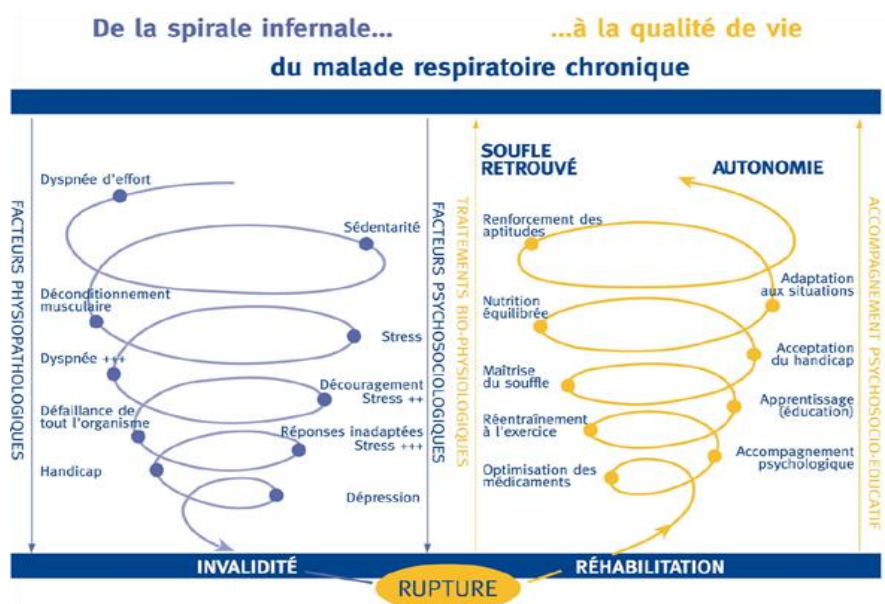 De la spirale infernale...
...à la qualité de vie
du malade respiratoire chronique
FACTEURS PHYSIOPATHOLOGIQUES
Dyspnée d'effort
Sédentarité
Déconditionnement
musculaire
Stress
Dyspnée +++
Découragement
Stress ++
Défaillance de
tout l'organisme
Réponses inadaptées
Stress +++
Handicap
Dépression
FACTEURS PSYCHOSOCIOLOGIQUES
INVALIDITÉ
RUPTURE
TRAITEMENTS BIO-PHYSIOLOGIQUES
SOUFLE
RETROUVÉ
AUTONOMIE
Renforcement des
aptitudes
Adaptation
aux situations
Nutrition
équilibrée
Acceptation
du handicap
Maîtrise
du souffle
Apprentissage
(éducation)
Réentraînement
à l'exercice
Accompagnement
psychologique
Optimisation des
médicaments
ACCOMPAGNEMENT PSYCHOSOCIO-EDUCATIF
RÉHABILITATION